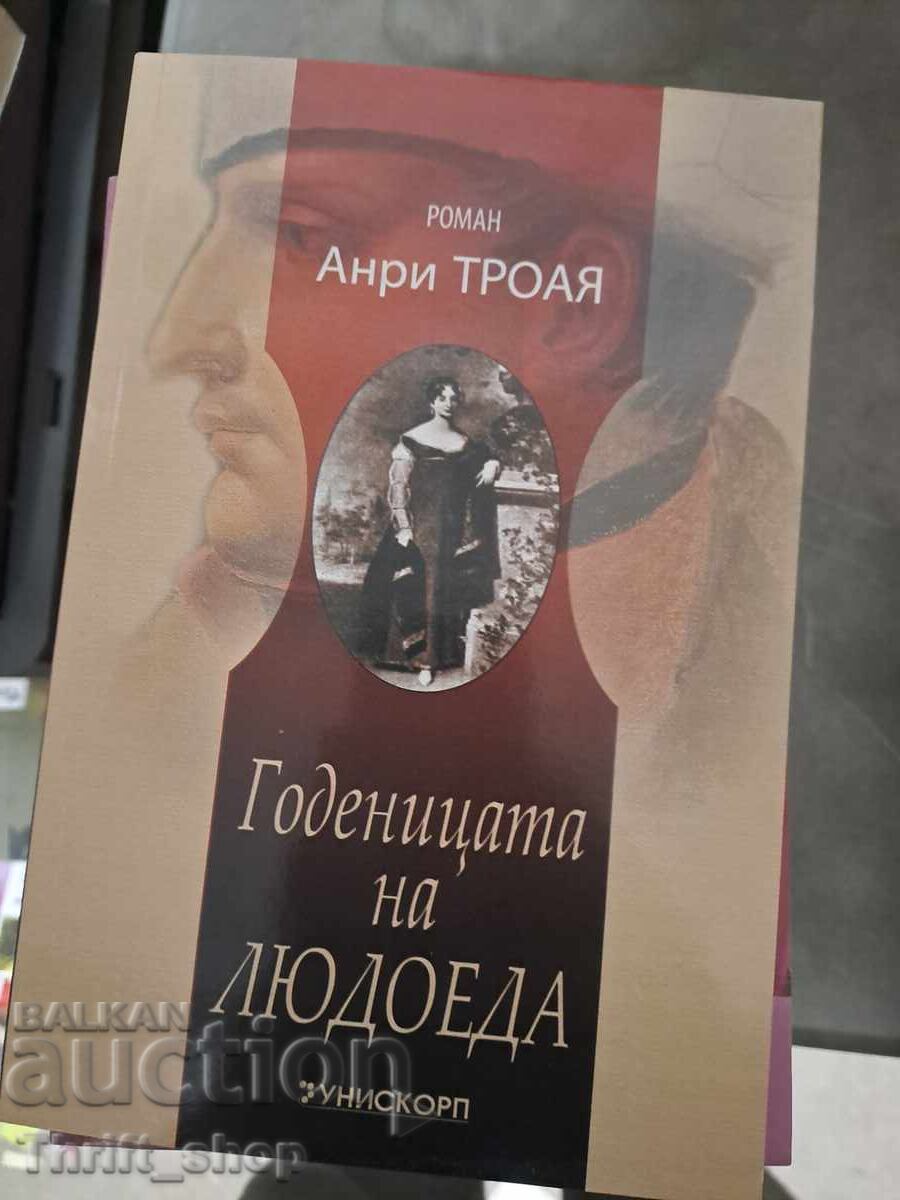 РОМАН
Анри ТРОАЯ
Годеницата
на
ЛЮДОЕДА
УНИСКОРП
BALKAN
auction
Thrift_shop